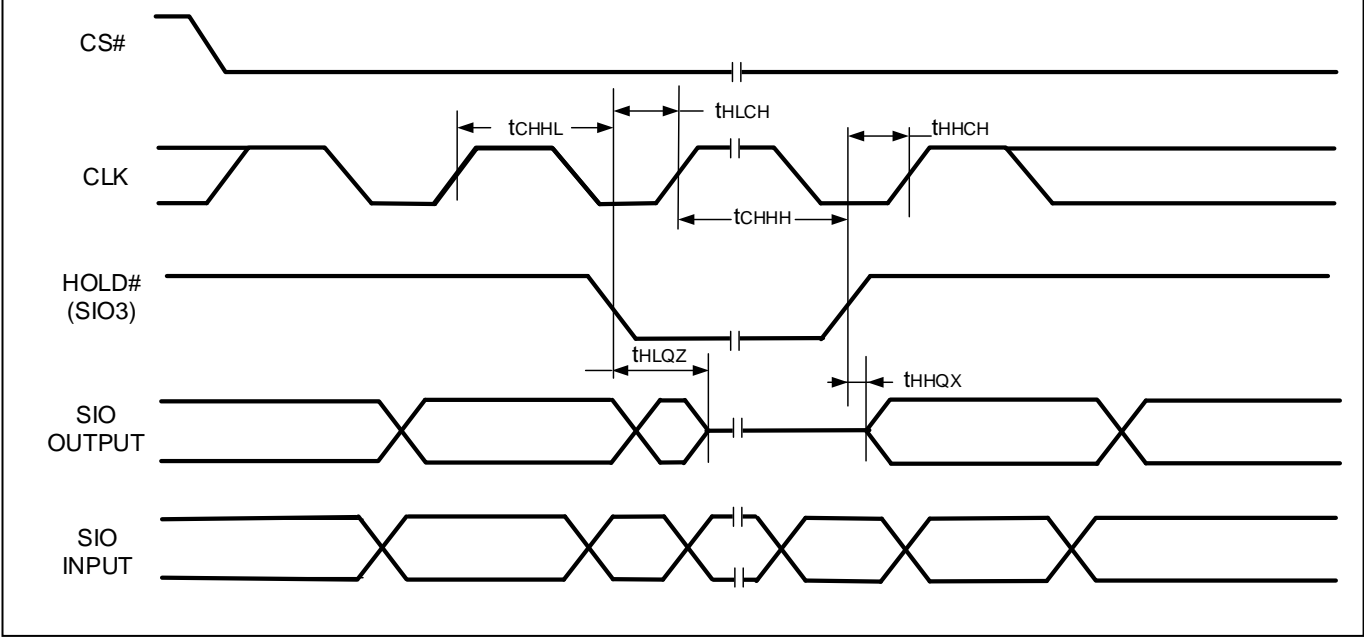 CS#
tHLCH
tCHHL
tHHCH
CLK
tCHHH
HOLD#
(SIO3)
tHLQZ
tHHQX
SIO
OUTPUT
SIO
INPUT